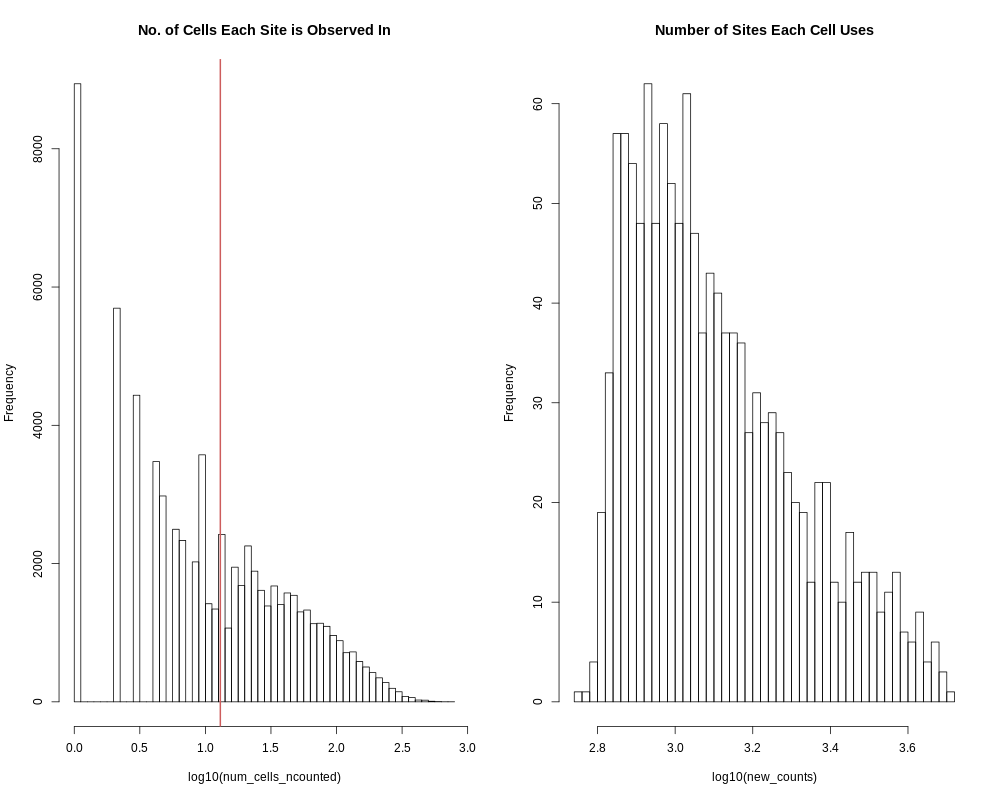 No. of Cells Each Site is Observed In
Frequency
8000
6000
4000
2000
0
0.0 0.5 1.0 1.5 2.0 2.5 3.0
log10(num_cells_ncounted)
Number of Sites Each Cell Uses
Frequency
60
50
40
30
20
10
0
2.8 3.0 3.2 3.4 3.6
log10(new_counts)